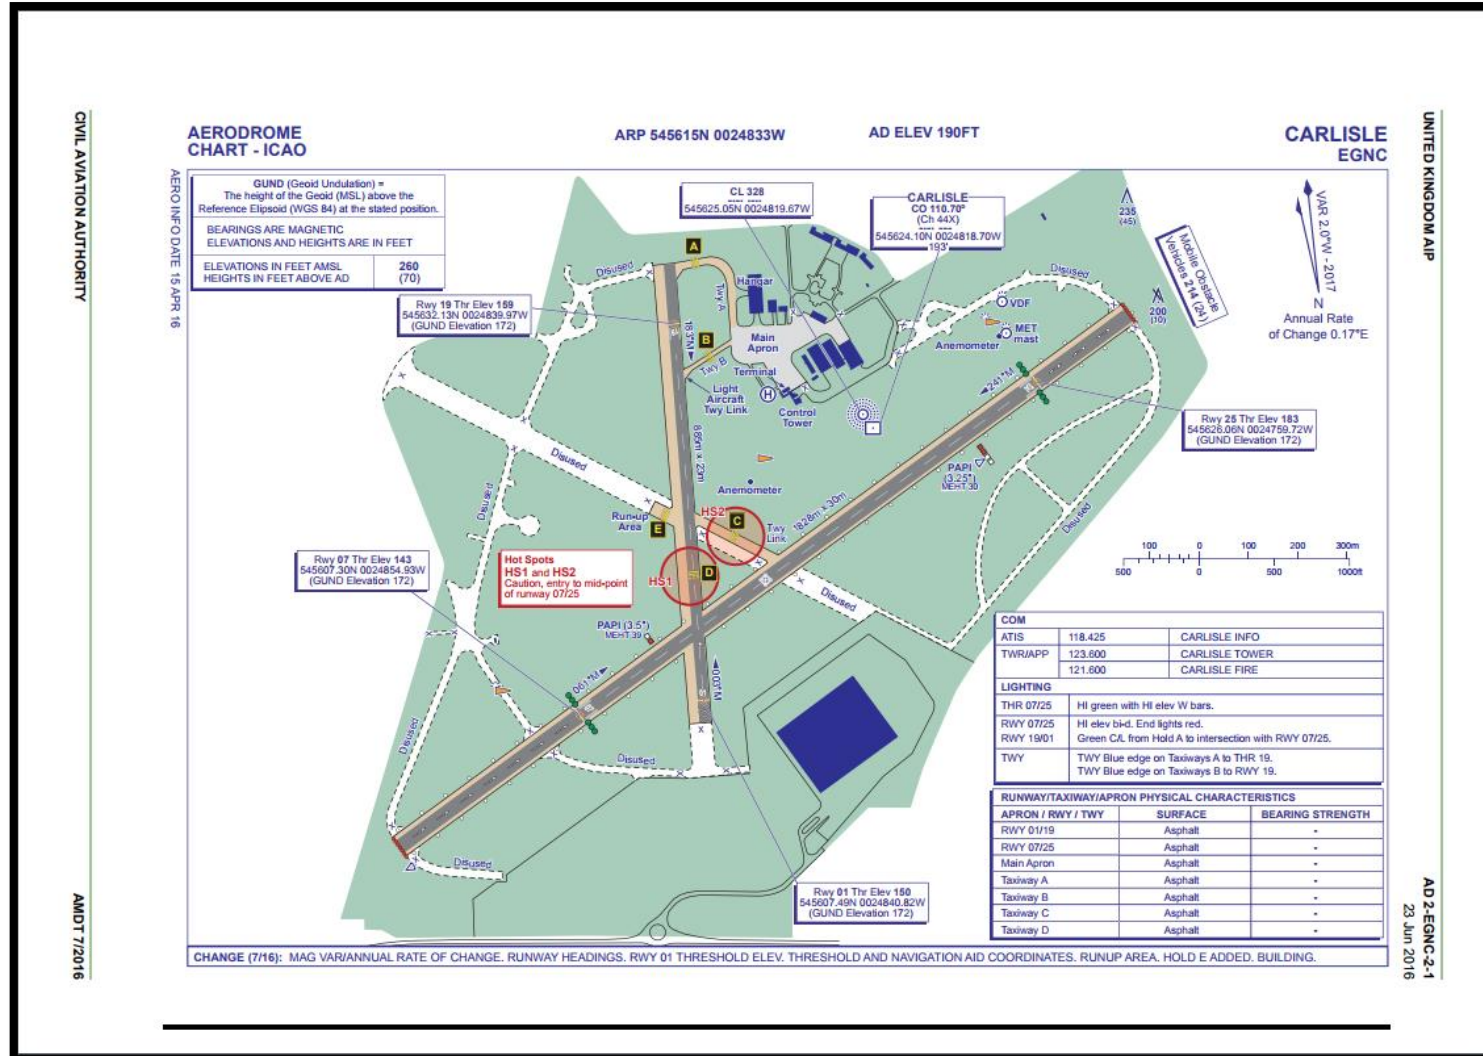 CIVIL AVIATION AUTHORITY
AMDT 7/2016
UNITED KINGDOM AIP
AD 2-EGNC-2-1
23 Jun 2016
AERODROME
CHART - ICAO
ARP 545615N 0024833W
AD ELEV 190FT
CARLISLE
EGNC
AERO INFO DATE 15 APR 16
GUND (Geoid Undulation) =
The height of the Geoid (MSL) above the
Reference Elipsoid (WGS 84) at the stated position.
BEARINGS ARE MAGNETIC
ELEVATIONS AND HEIGHTS ARE IN FEET
ELEVATIONS IN FEET AMSL 260
HEIGHTS IN FEET ABOVE AD (70)
CL 328
545625.05N 0024819.67W
CARLISLE
CO 110.70°
(Ch 44X)
545624.10N 0024818.70W
193'
235
(45)
200
(10)
Mobile Obstacle
Vehicles 214 (24)
VAR 2.0°W - 2017
N
Annual Rate
of Change 0.17°E
Rwy 19 Thr Elev 159
545632.13N 0024839.97W
(GUND Elevation 172)
Disused
A
Twy A
Hangar
183°M
B
Twy B
Main
Apron
Terminal
Light
Aircraft
Twy Link
H
Control
Tower
Disused
VDF
MET
mast
Anemometer
241°M
25
Rwy 25 Thr Elev 183
545628.06N 0024759.72W
(GUND Elevation 172)
PAPI
(3.25°)
MEHT 30
Disused
Disused
Disused
Anemometer
1828m x 30m
Run-up
Area
E
HS2
C
Twy
Link
HS1
D
Disused
Hot Spots
HS1 and HS2
Caution, entry to mid-point
of runway 07/25
Rwy 07 Thr Elev 143
545607.30N 0024854.93W
(GUND Elevation 172)
PAPI (3.5°)
MEHT 39
061°M
003°M
Disused
Disused
Disused
Rwy 01 Thr Elev 150
545607.49N 0024840.82W
(GUND Elevation 172)
100 0 100 200 300m
500 0 500 1000ft
COM
ATIS 118.425 CARLISLE INFO
TWR/APP 123.600 CARLISLE TOWER
121.600 CARLISLE FIRE
LIGHTING
THR 07/25 HI green with HI elev W bars.
RWY 07/25 HI elev bi-d. End lights red.
RWY 19/01 Green C/L from Hold A to intersection with RWY 07/25.
TWY TWY Blue edge on Taxiways A to THR 19.
TWY Blue edge on Taxiways B to RWY 19.
RUNWAY/TAXIWAY/APRON PHYSICAL CHARACTERISTICS
APRON / RWY / TWY SURFACE BEARING STRENGTH
RWY 01/19 Asphalt -
RWY 07/25 Asphalt -
Main Apron Asphalt -
Taxiway A Asphalt -
Taxiway B Asphalt -
Taxiway C Asphalt -
Taxiway D Asphalt -
CHANGE (7/16): MAG VAR/ANNUAL RATE OF CHANGE. RUNWAY HEADINGS. RWY 01 THRESHOLD ELEV. THRESHOLD AND NAVIGATION AID COORDINATES. RUNUP AREA. HOLD E ADDED. BUILDING.